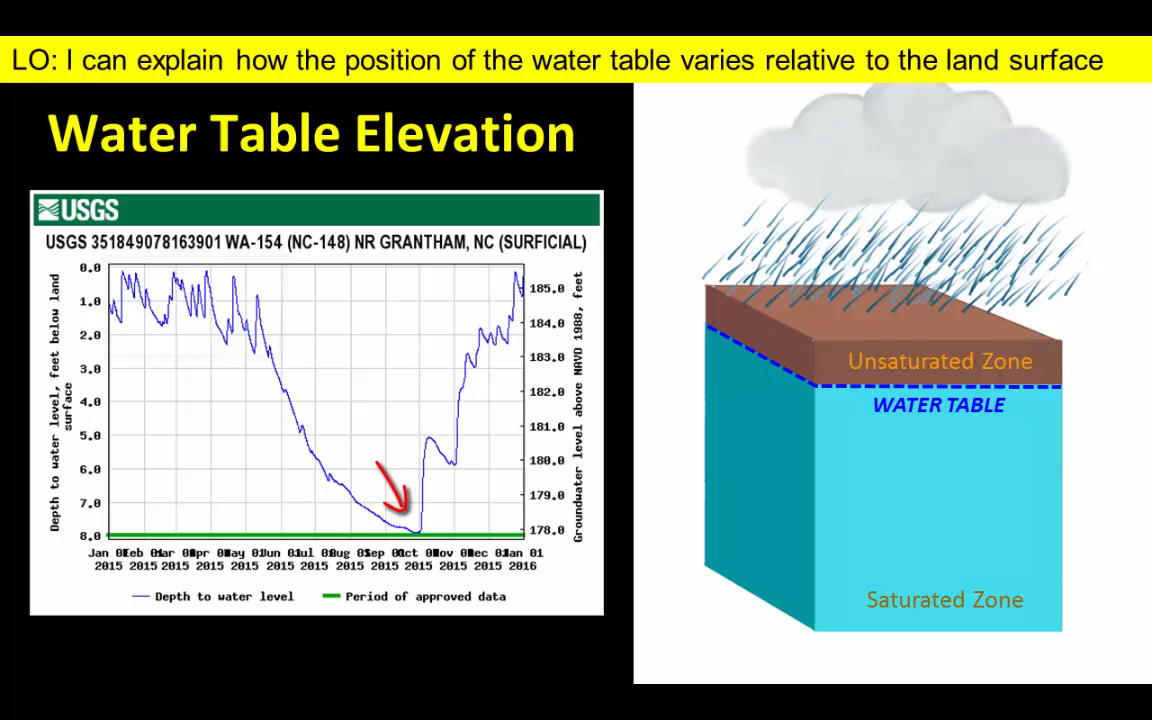 LO: I can explain how the position of the water table varies relative to the land surface
Water Table Elevation
USGS
USGS 351849078163901 WA-154 (NC-148) NR GRANTHAM, NC (SURFICIAL)
Depth to water level, feet below land
surface
0.0
1.0
2.0
3.0
4.0
5.0
6.0
7.0
8.0
185.0
184.0
183.0
182.0
181.0
180.0
179.0
178.0
Groundwater level above NAVD 1988, feet
Jan 01 Feb 01 Mar 0 Apr 0 May 01 Jun 01 Jul 01 Aug 01 Sep 01 Oct 0 Nov 0 Dec 01 Jan 01
2015 2015 2015 2015 2015 2015 2015 2015 2015 2015 2015 2015 2016
Depth to water level
Period of approved data
Unsaturated Zone
WATER TABLE
Saturated Zone